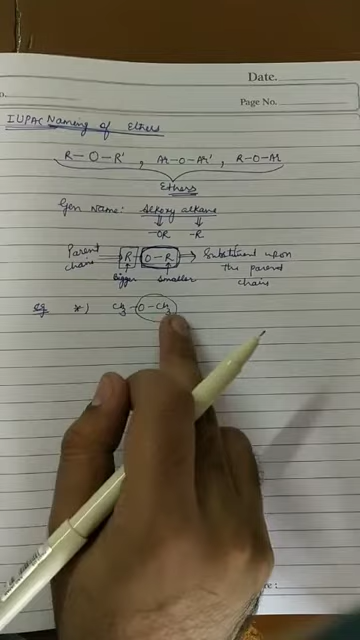 Date.
Page No.
IUPAC Naming of Ethers
R-O-R' , Ar-O-Ar' , R-O-Ar
Ethers
Gen Name: Alkoxy alkane
-OR -R
Parent chain R O-R Substituent upon the parent chain
Bigger Smaller
eg *) CH3-O-CH3